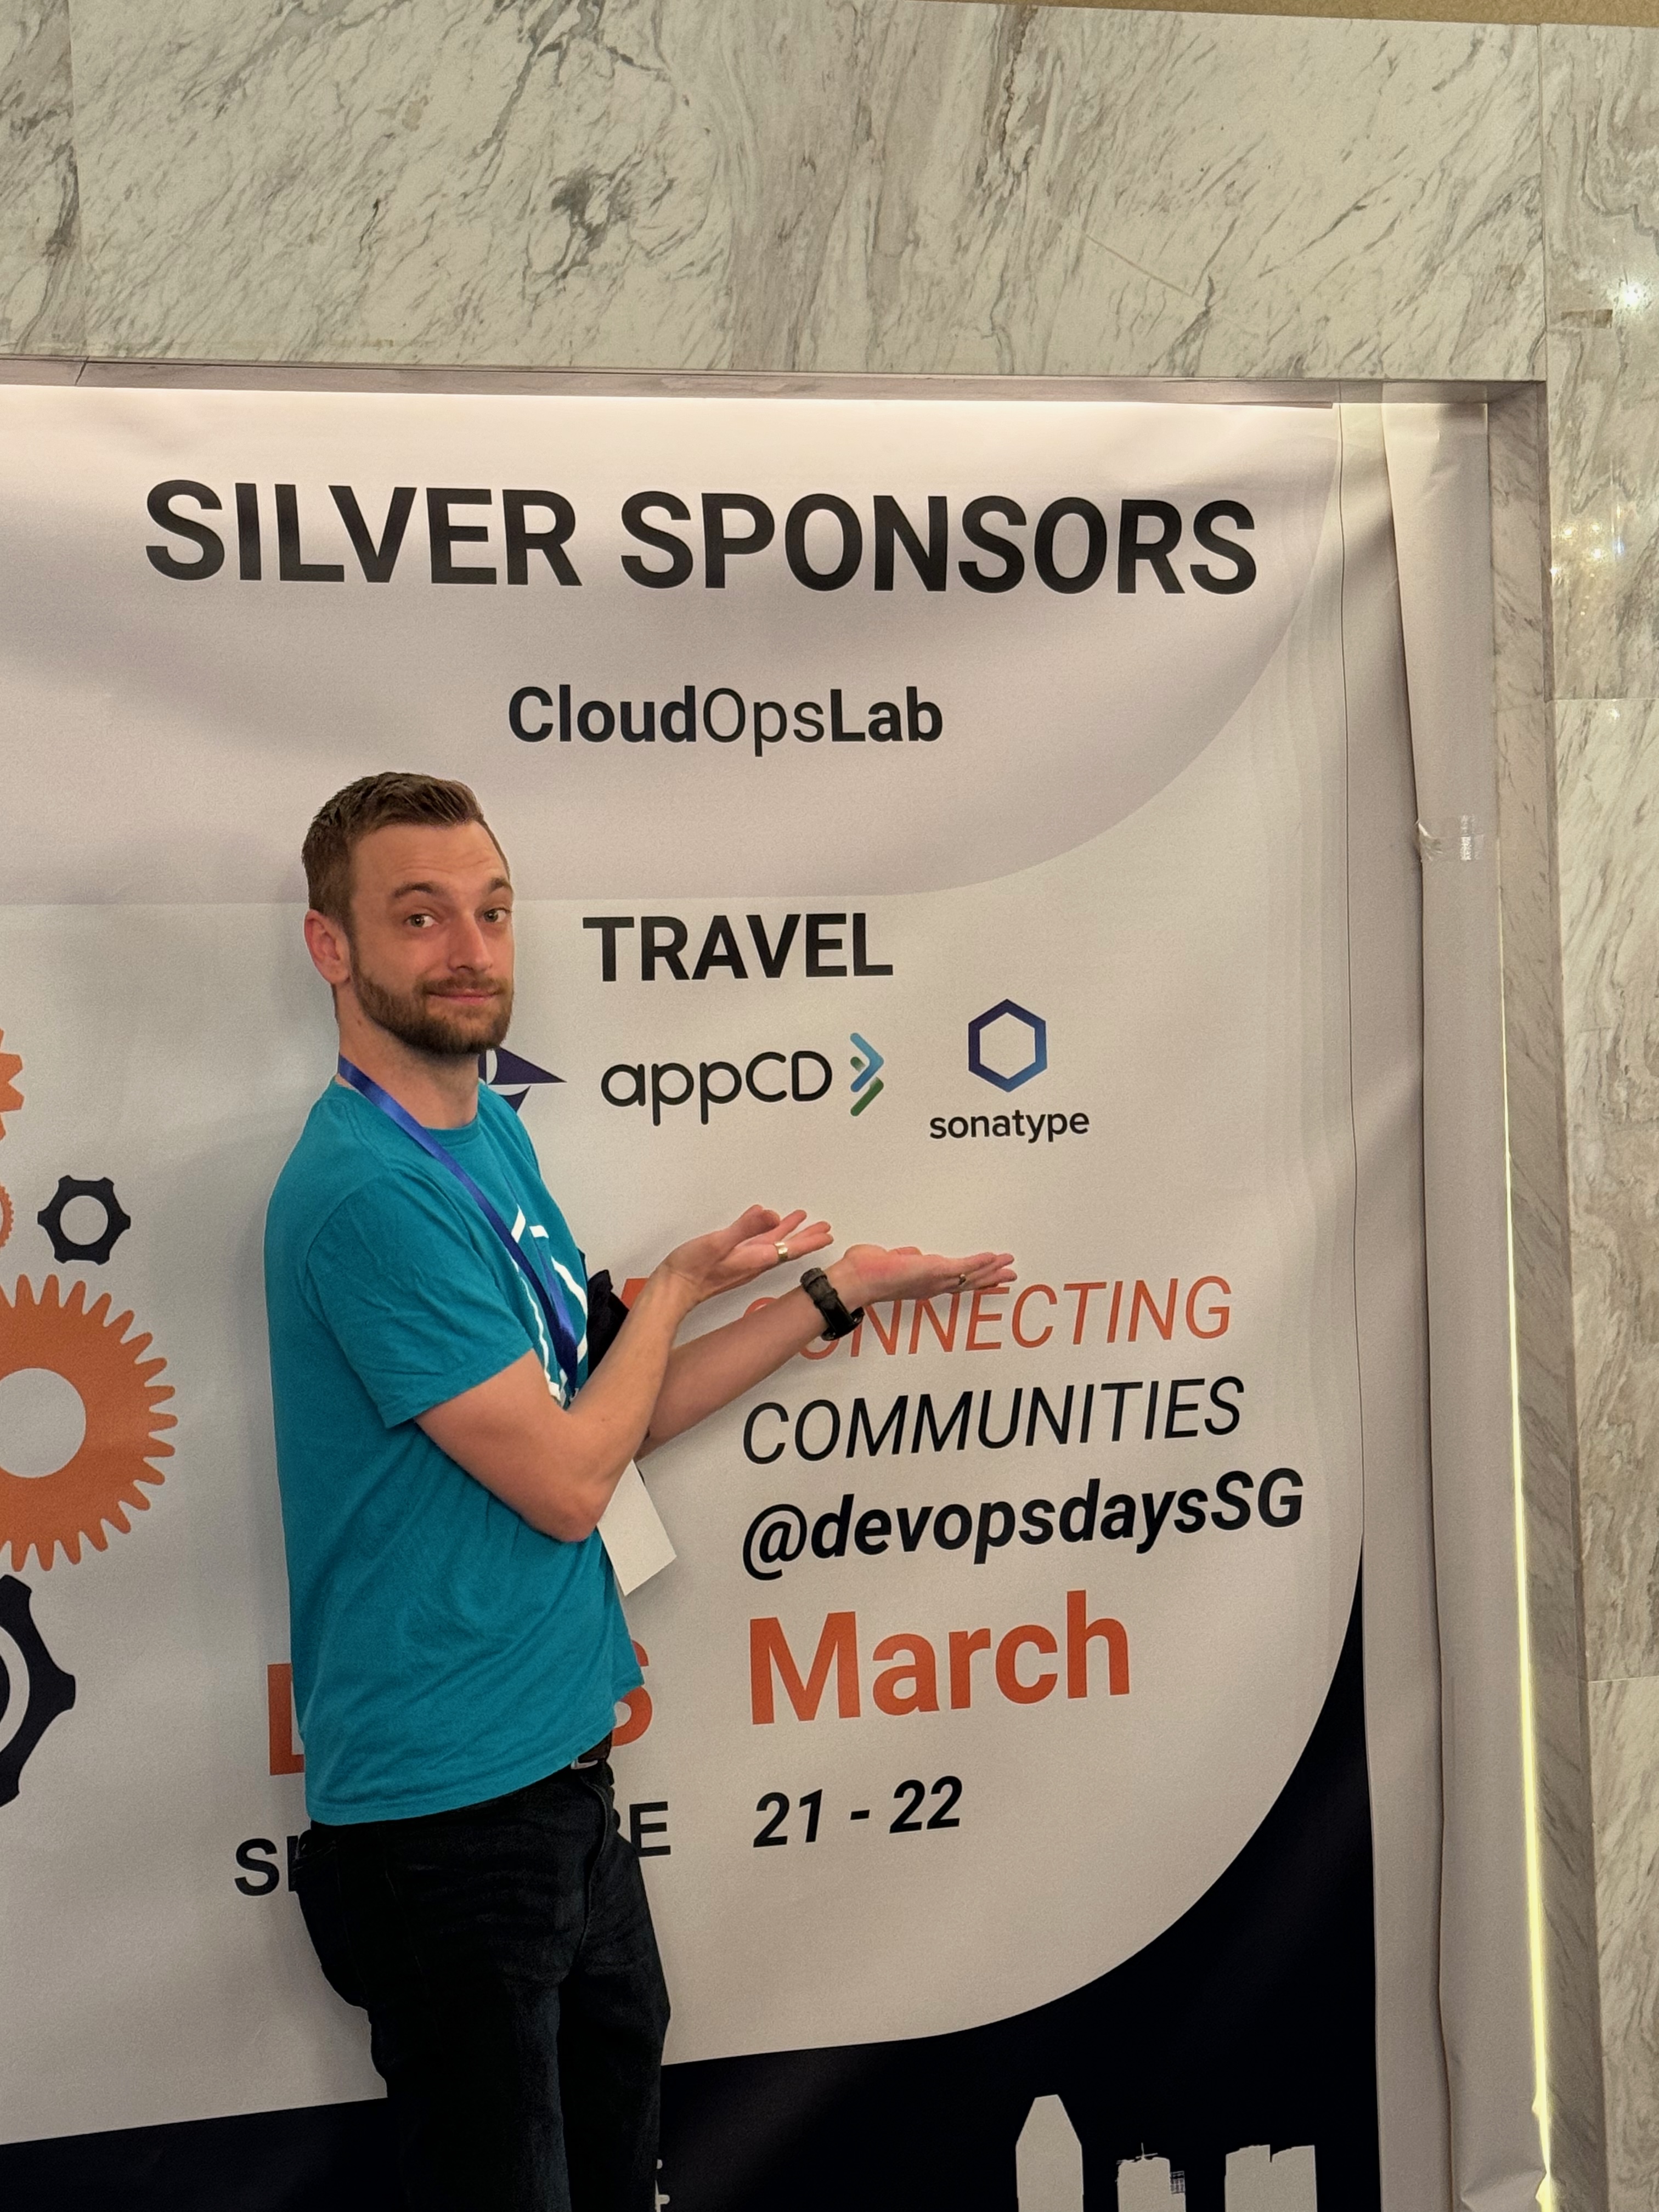 SILVER SPONSORS
CloudOpsLab
TRAVEL
appCD
sonatype
CONNECTING
COMMUNITIES
@devopsdaysSG
March
21 - 22